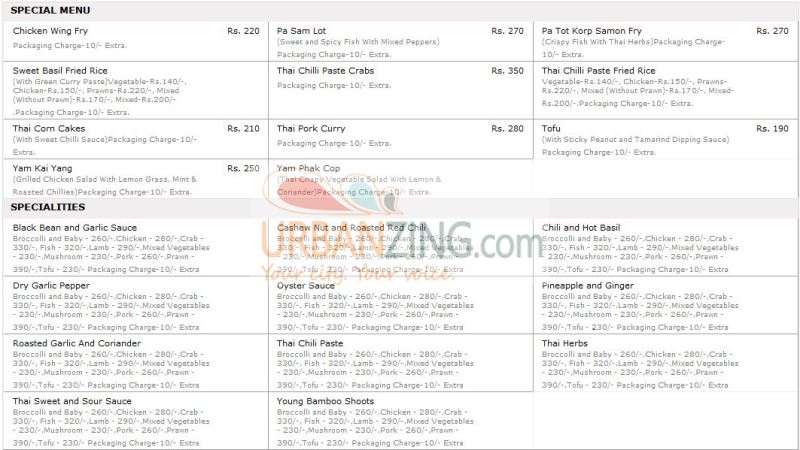 SPECIAL MENU
Chicken Wing Fry Rs. 220
Packaging Charge-10/- Extra.
Pa Sam Lot Rs. 270
(Sweet and Spicy Fish With Mixed Peppers)
Packaging Charge-10/- Extra.
Pa Tot Korp Samon Fry Rs. 270
(Crispy Fish With Thai Herbs)Packaging Charge-
10/- Extra.
Sweet Basil Fried Rice
(With Green Curry Paste)Vegetable-Rs.140/-,
Chicken-Rs.150/-, Prawns-Rs.220/-, Mixed
(Without Prawn)-Rs.170/-, Mixed-Rs.200/-
.Packaging Charge-10/- Extra.
Thai Chilli Paste Crabs Rs. 350
Packaging Charge-10/- Extra.
Thai Chilli Paste Fried Rice
Vegetable-Rs.140/-, Chicken-Rs.150/-, Prawns-
Rs.220/-, Mixed (Without Prawn)-Rs.170/-, Mixed-
Rs.200/-.Packaging Charge-10/- Extra.
Thai Corn Cakes Rs. 210
(With Sweet Chilli Sauce)Packaging Charge-10/-
Extra.
Thai Pork Curry Rs. 280
Packaging Charge-10/- Extra.
Tofu Rs. 190
(With Sticky Peanut and Tamarind Dipping Sauce)
Packaging Charge-10/- Extra.
Yam Kai Yang Rs. 250
(Grilled Chicken Salad With Lemon Grass, Mint &
Roasted Chillies)Packaging Charge-10/- Extra.
Yam Phak Cop
(Thai Crispy Vegetable Salad With Lemon &
Coriander)Packaging Charge-10/- Extra.
SPECIALITIES
Black Bean and Garlic Sauce
Broccolli and Baby - 260/-,Chicken - 280/-,Crab -
330/-, Fish - 320/-,Lamb - 290/-,Mixed Vegetables
- 230/-,Mushroom - 230/-,Pork - 260/-,Prawn -
390/-,Tofu - 230/- Packaging Charge-10/- Extra
Cashew Nut and Roasted Red Chili
Broccolli and Baby - 260/-,Chicken - 280/-,Crab -
330/-, Fish - 320/-,Lamb - 290/-,Mixed Vegetables
- 230/-,Mushroom - 230/-,Pork - 260/-,Prawn -
390/-,Tofu - 230/- Packaging Charge-10/- Extra
Chili and Hot Basil
Broccolli and Baby - 260/-,Chicken - 280/-,Crab -
330/-, Fish - 320/-,Lamb - 290/-,Mixed Vegetables
- 230/-,Mushroom - 230/-,Pork - 260/-,Prawn -
390/-,Tofu - 230/- Packaging Charge-10/- Extra
URBANZING.com
Your city. Your voice.
Dry Garlic Pepper
Broccolli and Baby - 260/-,Chicken - 280/-,Crab -
330/-, Fish - 320/-,Lamb - 290/-,Mixed Vegetables
- 230/-,Mushroom - 230/-,Pork - 260/-,Prawn -
390/-,Tofu - 230/- Packaging Charge-10/- Extra
Oyster Sauce
Broccolli and Baby - 260/-,Chicken - 280/-,Crab -
330/-, Fish - 320/-,Lamb - 290/-,Mixed Vegetables
- 230/-,Mushroom - 230/-,Pork - 260/-,Prawn -
390/-,Tofu - 230/- Packaging Charge-10/- Extra
Pineapple and Ginger
Broccolli and Baby - 260/-,Chicken - 280/-,Crab -
330/-, Fish - 320/-,Lamb - 290/-,Mixed Vegetables
- 230/-,Mushroom - 230/-,Pork - 260/-,Prawn -
390/-,Tofu - 230/- Packaging Charge-10/- Extra
Roasted Garlic And Coriander
Broccolli and Baby - 260/-,Chicken - 280/-,Crab -
330/-, Fish - 320/-,Lamb - 290/-,Mixed Vegetables
- 230/-,Mushroom - 230/-,Pork - 260/-,Prawn -
390/-,Tofu - 230/- Packaging Charge-10/- Extra
Thai Chili Paste
Broccolli and Baby - 260/-,Chicken - 280/-,Crab -
330/-, Fish - 320/-,Lamb - 290/-,Mixed Vegetables
- 230/-,Mushroom - 230/-,Pork - 260/-,Prawn -
390/-,Tofu - 230/- Packaging Charge-10/- Extra
Thai Herbs
Broccolli and Baby - 260/-,Chicken - 280/-,Crab -
330/-, Fish - 320/-,Lamb - 290/-,Mixed Vegetables
- 230/-,Mushroom - 230/-,Pork - 260/-,Prawn -
390/-,Tofu - 230/- Packaging Charge-10/- Extra
Thai Sweet and Sour Sauce
Broccolli and Baby - 260/-,Chicken - 280/-,Crab -
330/-, Fish - 320/-,Lamb - 290/-,Mixed Vegetables
- 230/-,Mushroom - 230/-,Pork - 260/-,Prawn -
390/-,Tofu - 230/- Packaging Charge-10/- Extra
Young Bamboo Shoots
Broccolli and Baby - 260/-,Chicken - 280/-,Crab -
330/-, Fish - 320/-,Lamb - 290/-,Mixed Vegetables
- 230/-,Mushroom - 230/-,Pork - 260/-,Prawn -
390/-,Tofu - 230/- Packaging Charge-10/- Extra